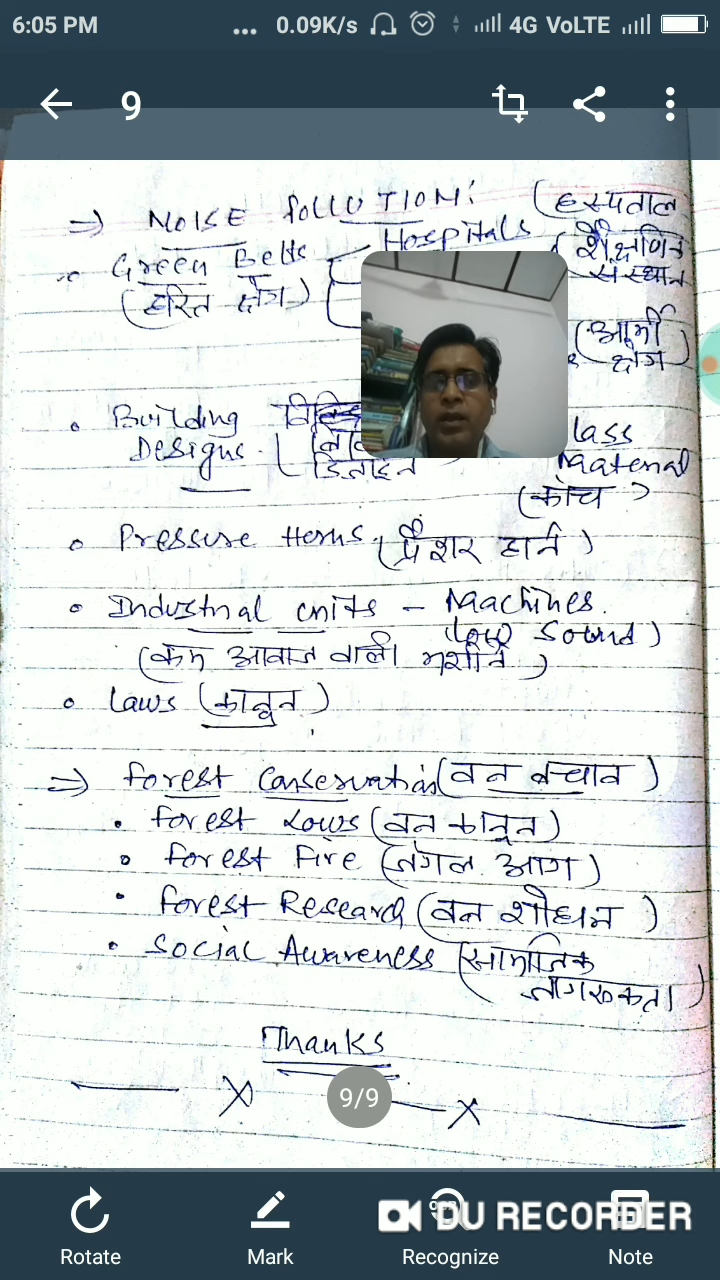 6:05 PM ... 0.09K/s 4G VoLTE
9
⇒ NOISE POLLUTION: (हस्पताल
• Green Belts Hospitals (शैक्षणिक
(हरित क्षेत्र) संस्थान
(आर्मी
क्षेत्र)
• Building lass
Designs. डिजाइन Material
(कांच)
• Pressure Horns. (प्रैशर हार्न)
• Industrial units – Machines.
(low sound)
(कम आवाज वाली मशीनें)
• Laws (कानून)
⇒ Forest Conservation (वन बचाव)
• Forest Laws (वन कानून)
• Forest Fire (जंगल आग)
• Forest Research (वन शोधन)
• Social Awareness (सामाजिक
जागरूकता)
Thanks
9/9
DU RECORDER
Rotate Mark Recognize Note